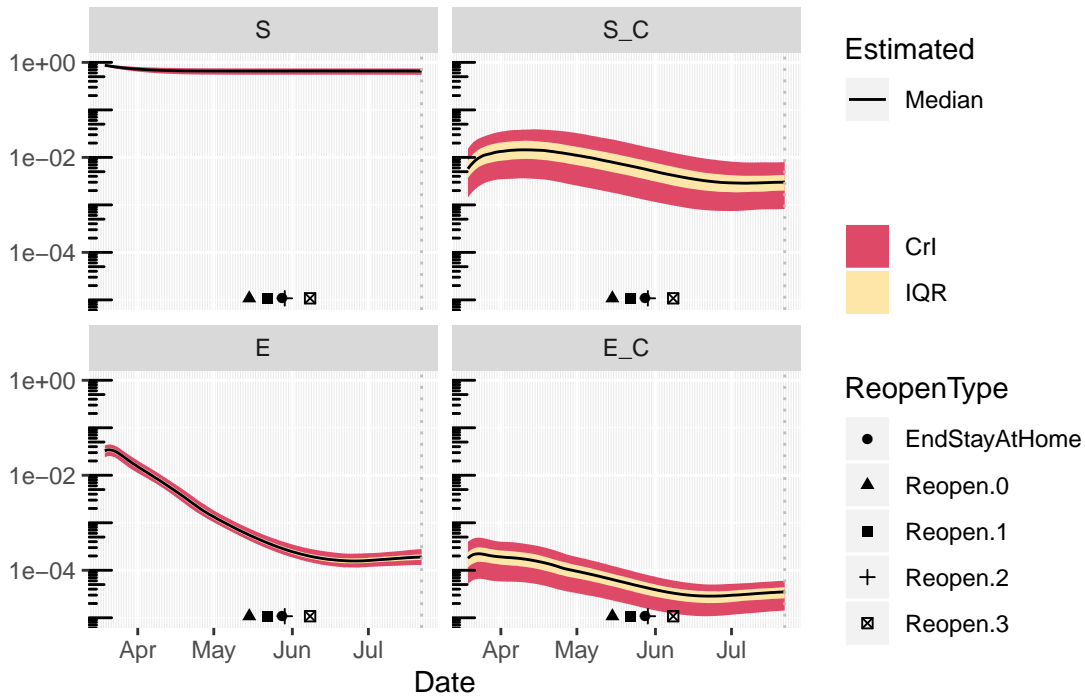 S
S_C
1e+00
1e−02
1e−04
E
E_C
1e+00
1e−02
1e−04
Apr May Jun Jul
Apr May Jun Jul
Date
Estimated
Median
CrI
IQR
ReopenType
EndStayAtHome
Reopen.0
Reopen.1
Reopen.2
Reopen.3